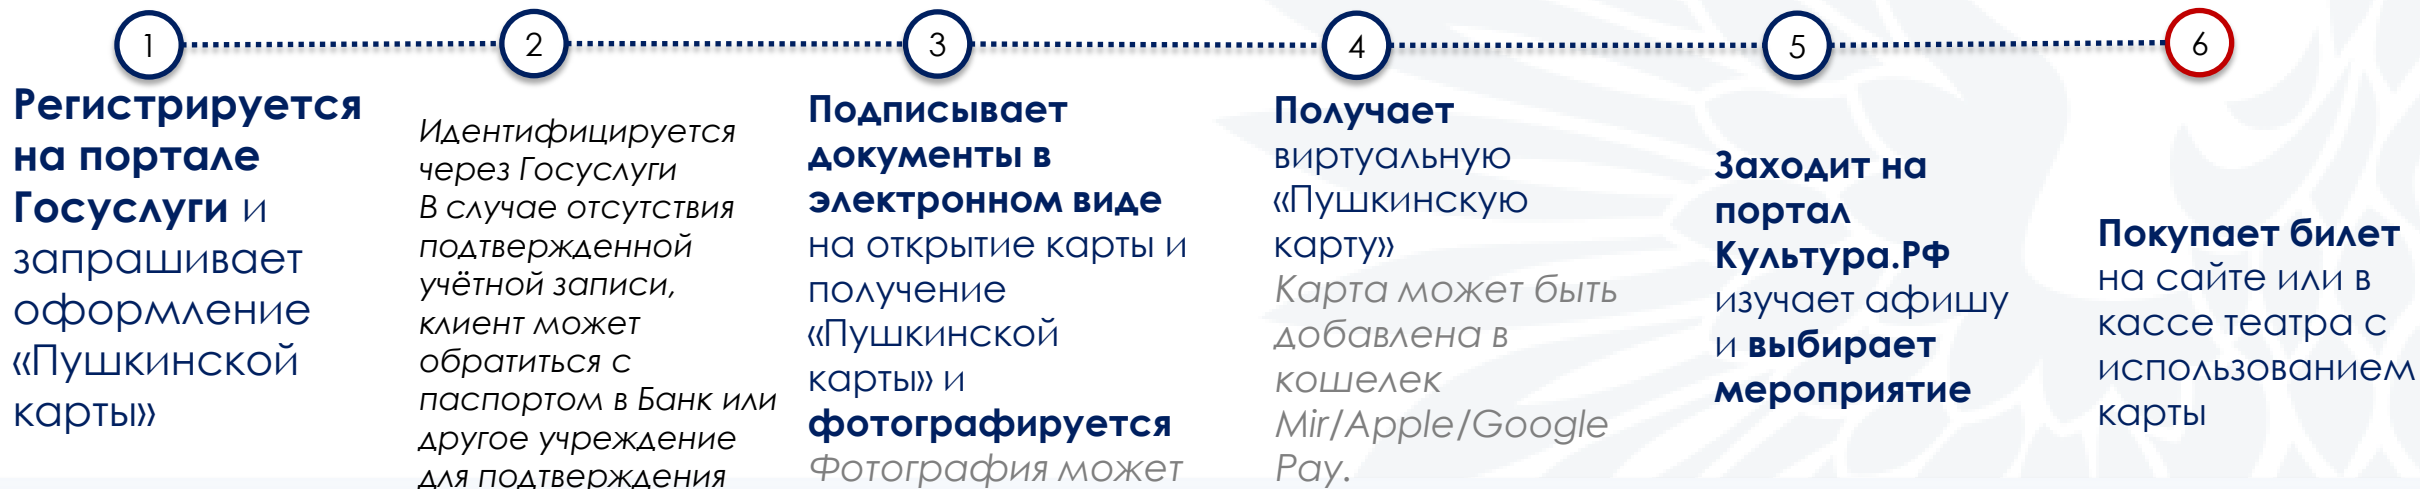 1
Регистрируется
на портале
Госуслуги и
запрашивает
оформление
«Пушкинской
карты»
2
Идентифицируется
через Госуслуги
В случае отсутствия
подтвержденной
учётной записи,
клиент может
обратиться с
паспортом в Банк или
другое учреждение
для подтверждения
3
Подписывает
документы в
электронном виде
на открытие карты и
получение
«Пушкинской
карты» и
фотографируется
Фотография может
4
Получает
виртуальную
«Пушкинскую
карту»
Карта может быть
добавлена в
кошелек
Mir/Apple/Google
Pay.
5
Заходит на
портал
Культура.РФ
изучает афишу
и выбирает
мероприятие
6
Покупает билет
на сайте или в
кассе театра с
использованием
карты